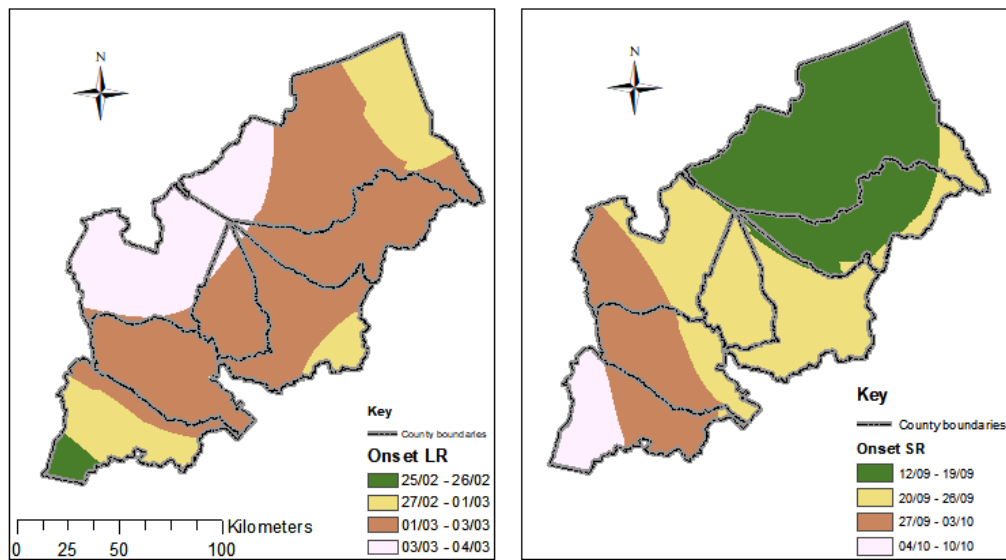 N
Key
County boundaries
Onset LR
25/02 - 26/02
27/02 - 01/03
01/03 - 03/03
03/03 - 04/03
Kilometers
0 25 50 100
N
Key
County boundaries
Onset SR
12/09 - 19/09
20/09 - 26/09
27/09 - 03/10
04/10 - 10/10